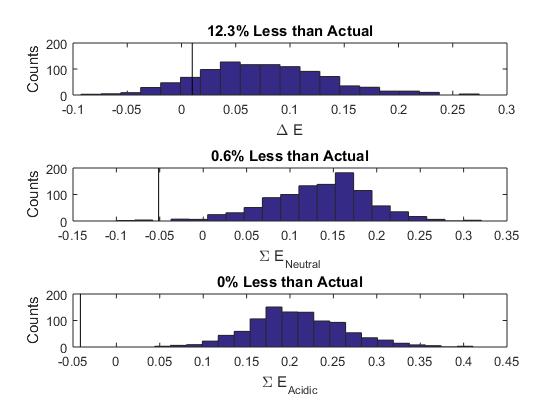 12.3% Less than Actual
200
100
0
Counts
-0.1 -0.05 0 0.05 0.1 0.15 0.2 0.25 0.3
Δ E
0.6% Less than Actual
200
100
0
Counts
-0.15 -0.1 -0.05 0 0.05 0.1 0.15 0.2 0.25 0.3 0.35
Σ E_Neutral
0% Less than Actual
200
100
0
Counts
-0.05 0 0.05 0.1 0.15 0.2 0.25 0.3 0.35 0.4 0.45
Σ E_Acidic